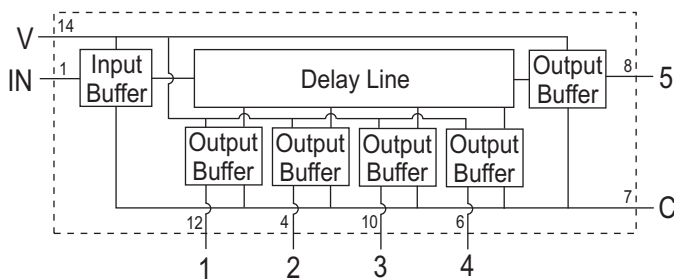 V 14
IN 1
Input
Buffer
Delay Line
Output
Buffer
8 5
Output
Buffer
Output
Buffer
Output
Buffer
Output
Buffer
7 C
12 4 10 6
1 2 3 4